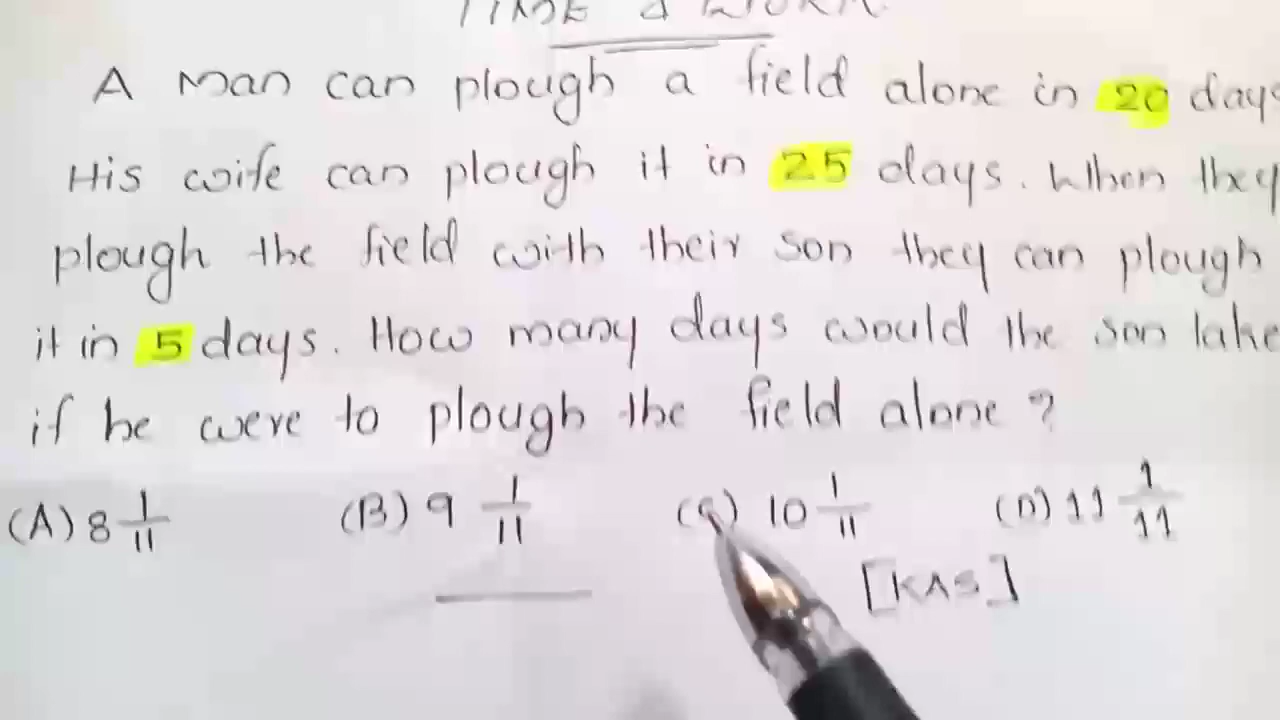 TIME & WORK
A Man can plough a field alone in 20 days
His wife can plough it in 25 days. When they
plough the field with their son they can plough
it in 5 days. How many days would the son take
if he were to plough the field alone?
(A) 8 1/11 (B) 9 1/11 (C) 10 1/11 (D) 11 1/11
[KAS]